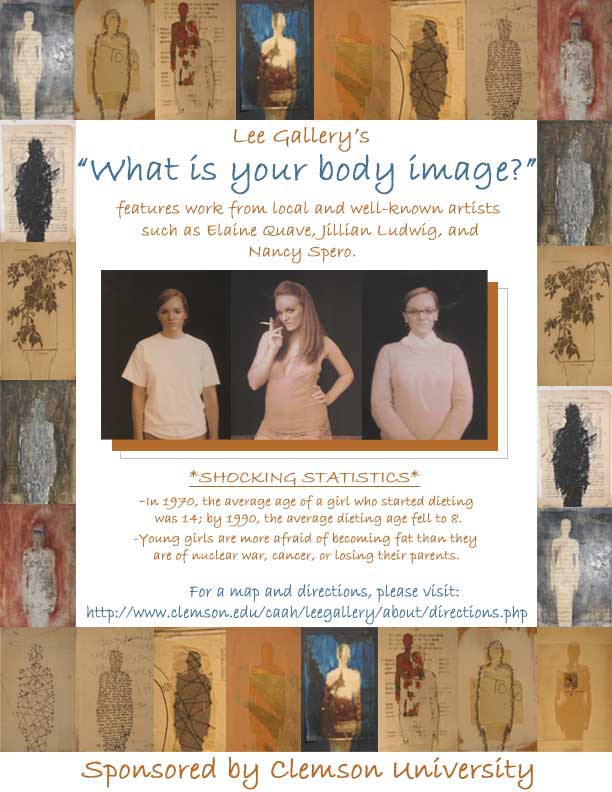 Lee Gallery's
"What is your body image?"
features work from local and well-known artists
such as Elaine Quave, Jillian Ludwig, and
Nancy Spero.
*SHOCKING STATISTICS*
-In 1970, the average age of a girl who started dieting
was 14; by 1990, the average dieting age fell to 8.
-Young girls are more afraid of becoming fat than they
are of nuclear war, cancer, or losing their parents.
For a map and directions, please visit:
http://www.clemson.edu/caah/leegallery/about/directions.php
Sponsored by Clemson University